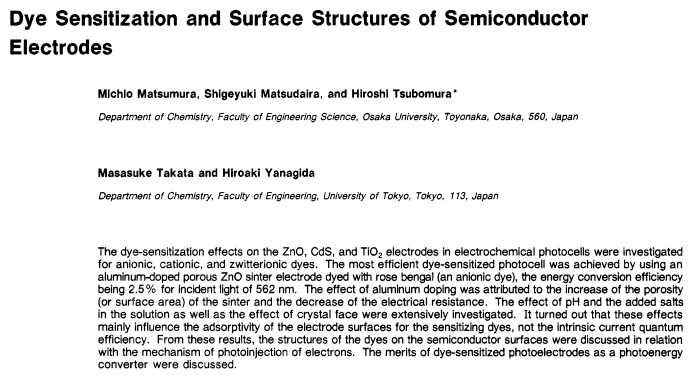 Dye Sensitization and Surface Structures of Semiconductor
Electrodes
Michio Matsumura, Shigeyuki Matsudaira, and Hiroshi Tsubomura*
Department of Chemistry, Faculty of Engineering Science, Osaka University, Toyonaka, Osaka, 560, Japan
Masasuke Takata and Hiroaki Yanagida
Department of Chemistry, Faculty of Engineering, University of Tokyo, Tokyo, 113, Japan
The dye-sensitization effects on the ZnO, CdS, and TiO₂ electrodes in electrochemical photocells were investigated
for anionic, cationic, and zwitterionic dyes. The most efficient dye-sensitized photocell was achieved by using an
aluminum-doped porous ZnO sinter electrode dyed with rose bengal (an anionic dye), the energy conversion efficiency
being 2.5% for incident light of 562 nm. The effect of aluminum doping was attributed to the increase of the porosity
(or surface area) of the sinter and the decrease of the electrical resistance. The effect of pH and the added salts
in the solution as well as the effect of crystal face were extensively investigated. It turned out that these effects
mainly influence the adsorptivity of the electrode surfaces for the sensitizing dyes, not the intrinsic current quantum
efficiency. From these results, the structures of the dyes on the semiconductor surfaces were discussed in relation
with the mechanism of photoinjection of electrons. The merits of dye-sensitized photoelectrodes as a photoenergy
converter were discussed.